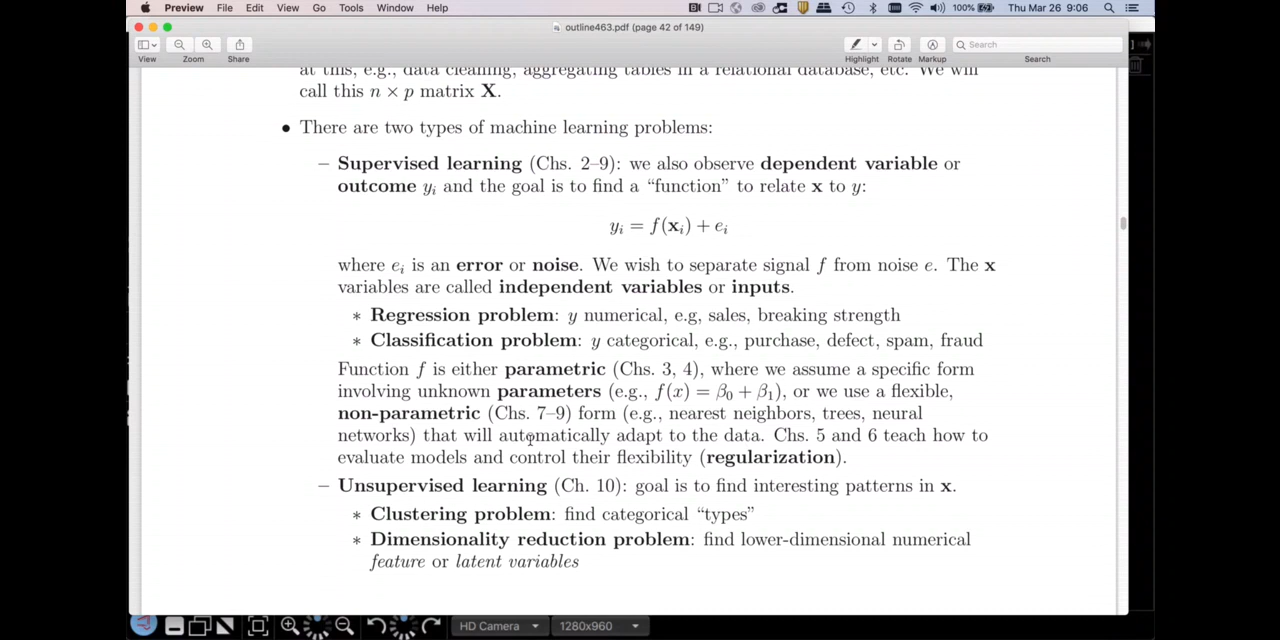 Preview File Edit View Go Tools Window Help 100% Thu Mar 26 9:06
outline463.pdf (page 42 of 149)
View Zoom Share Search Highlight Rotate Markup Search
at this, e.g., data cleaning, aggregating tables in a relational database, etc. We will
call this n × p matrix X.
• There are two types of machine learning problems:
– Supervised learning (Chs. 2–9): we also observe dependent variable or
outcome yᵢ and the goal is to find a “function” to relate x to y:
yᵢ = f(xᵢ) + eᵢ
where eᵢ is an error or noise. We wish to separate signal f from noise e. The x
variables are called independent variables or inputs.
∗ Regression problem: y numerical, e.g, sales, breaking strength
∗ Classification problem: y categorical, e.g., purchase, defect, spam, fraud
Function f is either parametric (Chs. 3, 4), where we assume a specific form
involving unknown parameters (e.g., f(x) = β₀ + β₁), or we use a flexible,
non-parametric (Chs. 7–9) form (e.g., nearest neighbors, trees, neural
networks) that will automatically adapt to the data. Chs. 5 and 6 teach how to
evaluate models and control their flexibility (regularization).
– Unsupervised learning (Ch. 10): goal is to find interesting patterns in x.
∗ Clustering problem: find categorical “types”
∗ Dimensionality reduction problem: find lower-dimensional numerical
feature or latent variables
HD Camera 1280x960